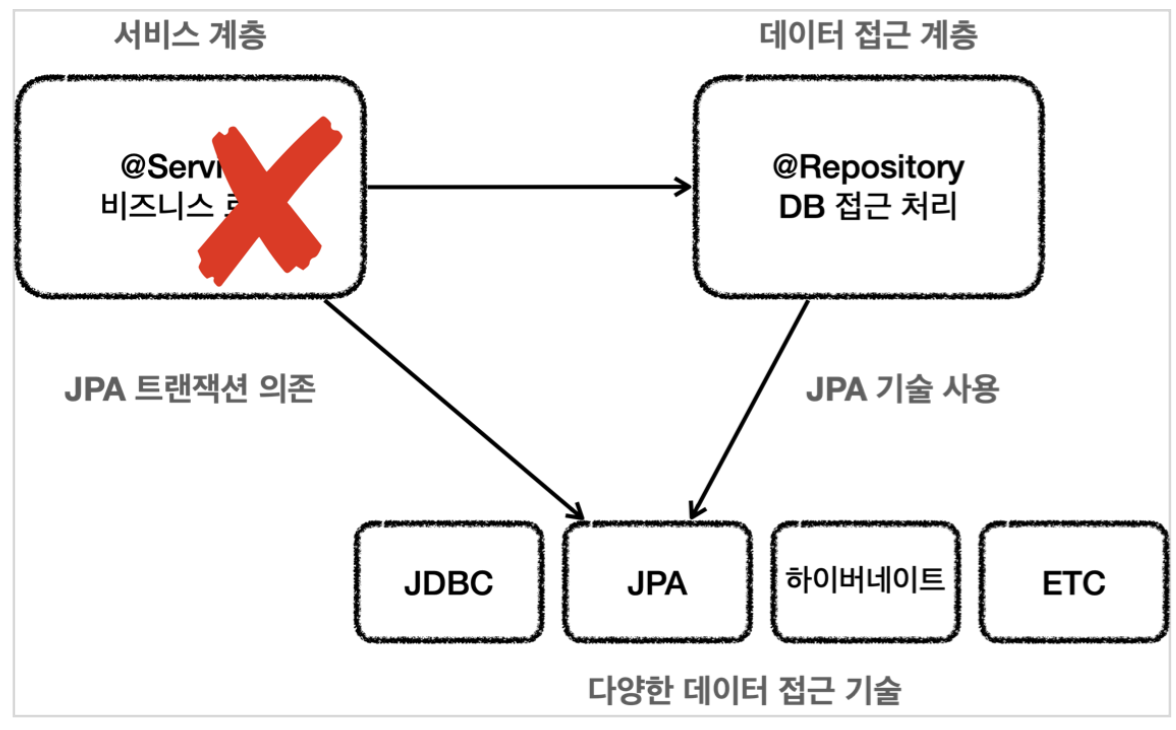 서비스 계층
데이터 접근 계층
@Servi
비즈니스
@Repository
DB 접근 처리
JPA 트랜잭션 의존
JPA 기술 사용
JDBC
JPA
하이버네이트
ETC
다양한 데이터 접근 기술